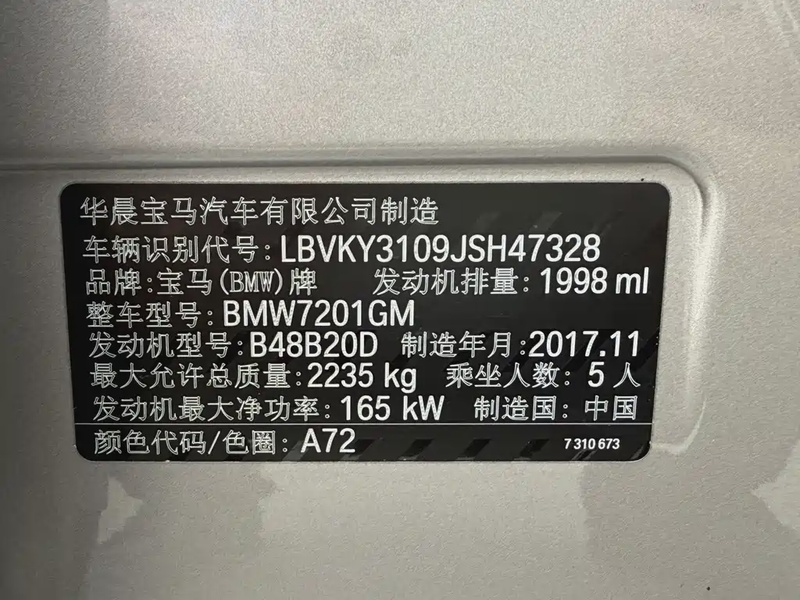 华晨宝马汽车有限公司制造
车辆识别代号: LBVKY3109JSH47328
品牌: 宝马(BMW)牌 发动机排量: 1998 ml
整车型号: BMW7201GM
发动机型号: B48B20D 制造年月: 2017.11
最大允许总质量: 2235 kg 乘坐人数: 5 人
发动机最大净功率: 165 kW 制造国: 中国
颜色代码/色圈: A72 7 310 673